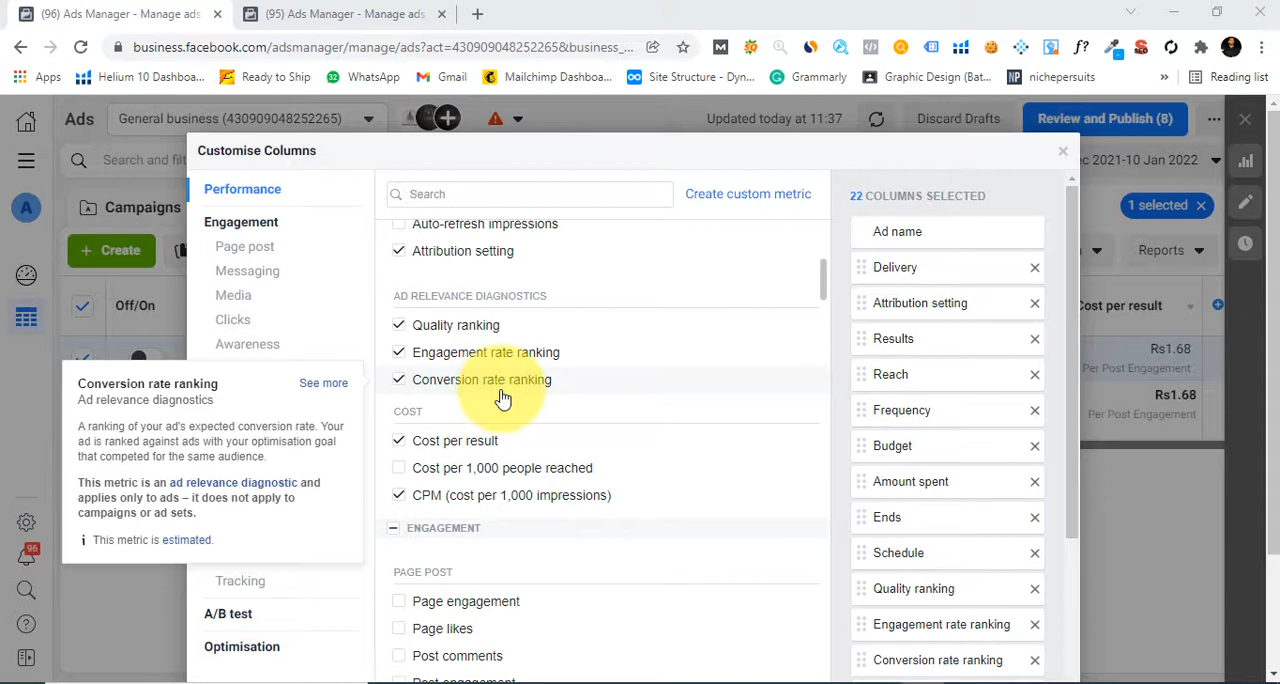 (96) Ads Manager - Manage ads
(95) Ads Manager - Manage ads
business.facebook.com/adsmanager/manage/ads?act=430909048252265&business_...
Apps
Helium 10 Dashboa...
Ready to Ship
32
WhatsApp
Gmail
Mailchimp Dashboa...
Site Structure - Dyn...
Grammarly
Graphic Design (Bat...
NP
nichepersuits
»
Reading list
Ads
General business (430909048252265)
Updated today at 11:37
Discard Drafts
Review and Publish (8)
Search and filt
ec 2021-10 Jan 2022
Campaigns
1 selected
+ Create
Reports
Off/On
Cost per result
Rs1.68
Per Post Engagement
Rs1.68
Per Post Engagement
A
96
Customise Columns
Performance
Engagement
Page post
Messaging
Media
Clicks
Awareness
Tracking
A/B test
Optimisation
Conversion rate ranking
See more
Ad relevance diagnostics
A ranking of your ad's expected conversion rate. Your
ad is ranked against ads with your optimisation goal
that competed for the same audience.
This metric is an ad relevance diagnostic and
applies only to ads – it does not apply to
campaigns or ad sets.
This metric is estimated.
Search
Create custom metric
Auto-refresh impressions
Attribution setting
AD RELEVANCE DIAGNOSTICS
Quality ranking
Engagement rate ranking
Conversion rate ranking
COST
Cost per result
Cost per 1,000 people reached
CPM (cost per 1,000 impressions)
ENGAGEMENT
PAGE POST
Page engagement
Page likes
Post comments
Post engagement
22 COLUMNS SELECTED
Ad name
Delivery
Attribution setting
Results
Reach
Frequency
Budget
Amount spent
Ends
Schedule
Quality ranking
Engagement rate ranking
Conversion rate ranking